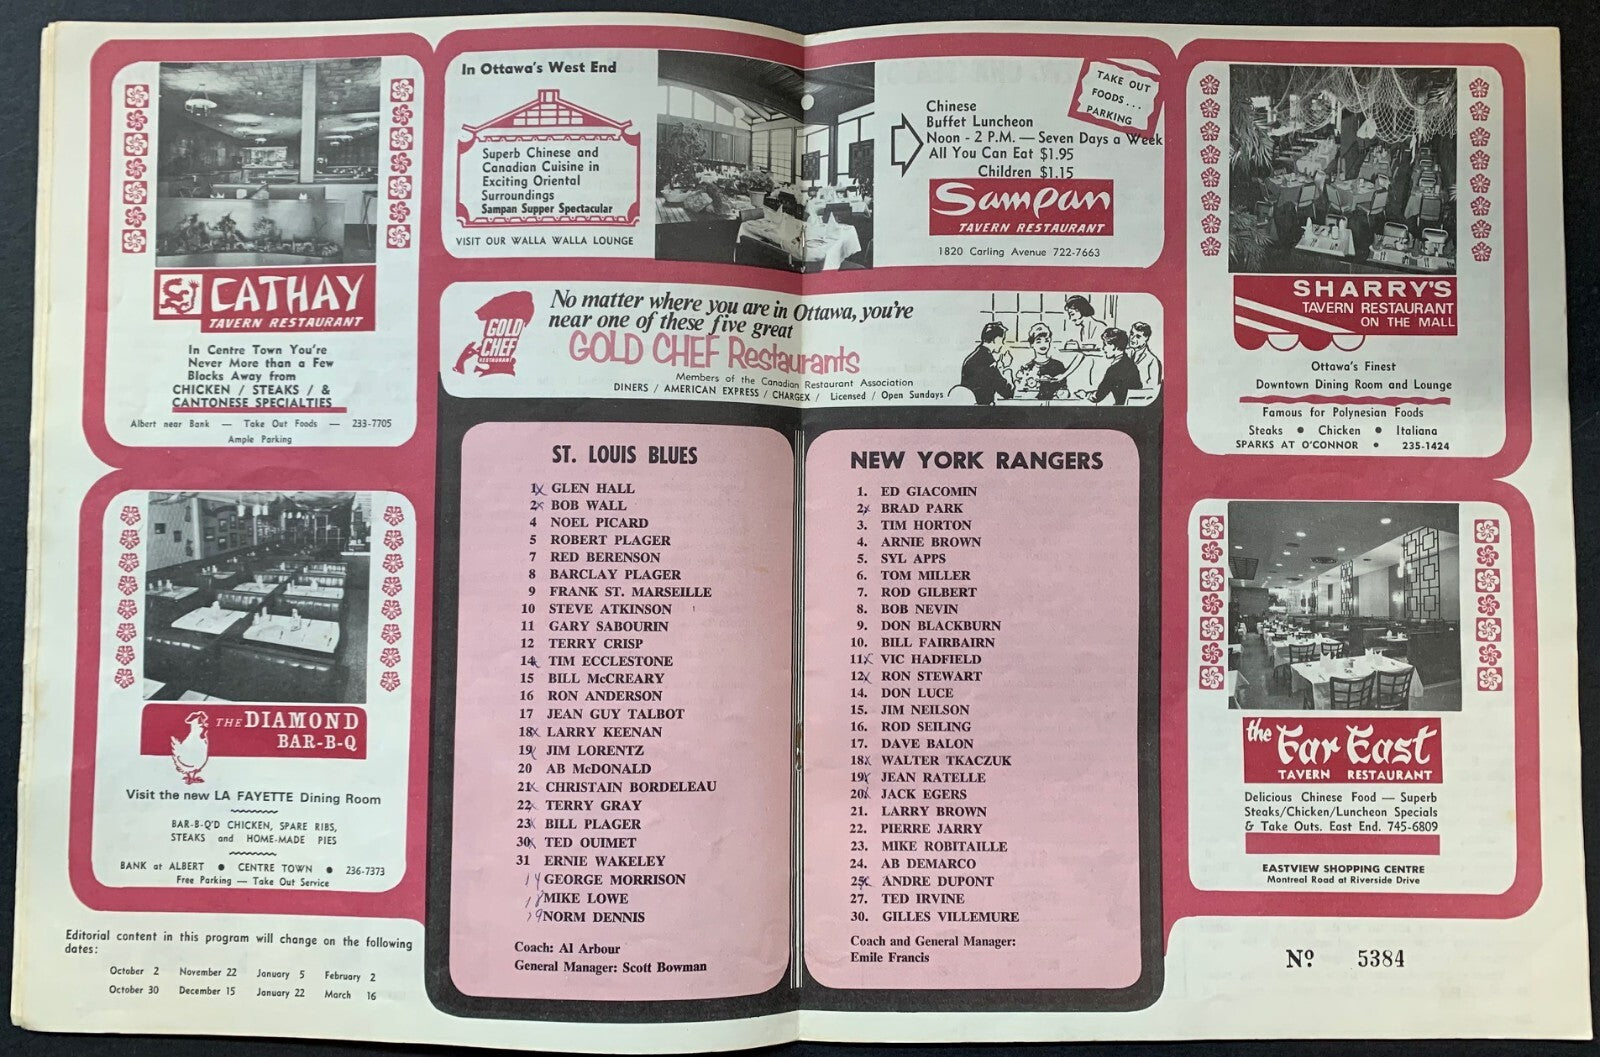 CATHAY
TAVERN RESTAURANT
In Centre Town You're
Never More than a Few
Blocks Away from
CHICKEN / STEAKS / &
CANTONESE SPECIALTIES
Albert near Bank — Take Out Foods — 233-7705
Ample Parking
In Ottawa's West End
Superb Chinese and
Canadian Cuisine in
Exciting Oriental
Surroundings
Sampan Supper Spectacular
VISIT OUR WALLA WALLA LOUNGE
TAKE OUT
FOODS...
PARKING
Chinese
Buffet Luncheon
Noon - 2 P.M. — Seven Days a Week
All You Can Eat $1.95
Children $1.15
Sampan
TAVERN RESTAURANT
1820 Carling Avenue 722-7663
SHARRY'S
TAVERN RESTAURANT
ON THE MALL
Ottawa's Finest
Downtown Dining Room and Lounge
Famous for Polynesian Foods
Steaks ● Chicken ● Italiana
SPARKS AT O'CONNOR ● 235-1424
GOLD
CHEF
RESTAURANT
No matter where you are in Ottawa, you're
near one of these five great
GOLD CHEF Restaurants
Members of the Canadian Restaurant Association
DINERS / AMERICAN EXPRESS / CHARGEX / Licensed / Open Sundays
THE DIAMOND
BAR-B-Q
Visit the new LA FAYETTE Dining Room
BAR-B-Q'D CHICKEN, SPARE RIBS,
STEAKS and HOME-MADE PIES
BANK at ALBERT ● CENTRE TOWN ● 236-7373
Free Parking — Take Out Service
ST. LOUIS BLUES
1x GLEN HALL
2x BOB WALL
4 NOEL PICARD
5 ROBERT PLAGER
7 RED BERENSON
8 BARCLAY PLAGER
9 FRANK ST. MARSEILLE
10 STEVE ATKINSON
11 GARY SABOURIN
12 TERRY CRISP
14x TIM ECCLESTONE
15 BILL McCREARY
16 RON ANDERSON
17 JEAN GUY TALBOT
18x LARRY KEENAN
19x JIM LORENTZ
20 AB McDONALD
21x CHRISTAIN BORDELEAU
22x TERRY GRAY
23x BILL PLAGER
30x TED OUIMET
31 ERNIE WAKELEY
14 GEORGE MORRISON
18 MIKE LOWE
19 NORM DENNIS
Coach: Al Arbour
General Manager: Scott Bowman
NEW YORK RANGERS
1. ED GIACOMIN
2x BRAD PARK
3. TIM HORTON
4. ARNIE BROWN
5. SYL APPS
6. TOM MILLER
7. ROD GILBERT
8. BOB NEVIN
9. DON BLACKBURN
10. BILL FAIRBAIRN
11x VIC HADFIELD
12x RON STEWART
14. DON LUCE
15. JIM NEILSON
16. ROD SEILING
17. DAVE BALON
18x WALTER TKACZUK
19x JEAN RATELLE
20x JACK EGERS
21. LARRY BROWN
22. PIERRE JARRY
23. MIKE ROBITAILLE
24. AB DEMARCO
25x ANDRE DUPONT
27. TED IRVINE
30. GILLES VILLEMURE
Coach and General Manager:
Emile Francis
the Far East
TAVERN RESTAURANT
Delicious Chinese Food — Superb
Steaks/Chicken/Luncheon Specials
& Take Outs. East End. 745-6809
EASTVIEW SHOPPING CENTRE
Montreal Road at Riverside Drive
Editorial content in this program will change on the following
dates:
October 2 November 22 January 5 February 2
October 30 December 15 January 22 March 16
Nº 5384